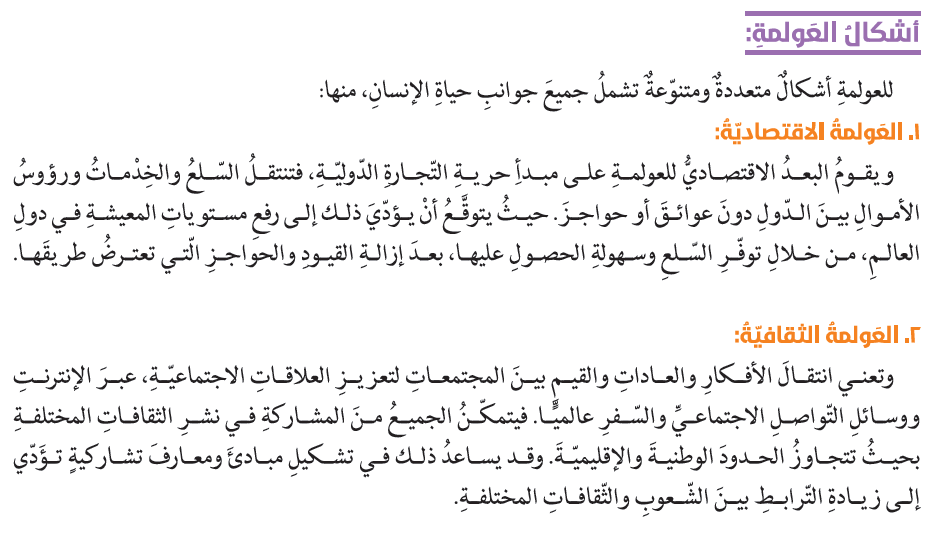 أشكالُ العَولمةِ:
للعولمةِ أشكالٌ متعددةٌ ومتنوّعةٌ تشملُ جميعَ جوانبِ حياةِ الإنسانِ، منها:
١. العَولمةُ الاقتصاديّةُ:
ويقومُ البعدُ الاقتصاديُّ للعولمةِ على مبدأِ حريةِ التّجارةِ الدّوليّةِ، فتنتقلُ السّلعُ والخِدْماتُ ورؤوسُ
الأموالِ بينَ الدّولِ دونَ عوائقَ أو حواجزَ. حيثُ يتوقَّعُ أنْ يؤدّيَ ذلك إلى رفعِ مستوياتِ المعيشةِ في دولِ
العالمِ، من خلالِ توفّرِ السّلعِ وسهولةِ الحصولِ عليها، بعدَ إزالةِ القيودِ والحواجزِ الّتي تعترضُ طريقَها.
٢. العَولمةُ الثقافيّةُ:
وتعني انتقالَ الأفكارِ والعاداتِ والقيمِ بينَ المجتمعاتِ لتعزيزِ العلاقاتِ الاجتماعيّةِ، عبرَ الإنترنتِ
ووسائلِ التّواصلِ الاجتماعيِّ والسّفرِ عالميًّا. فيتمكّنُ الجميعُ منَ المشاركةِ في نشرِ الثقافاتِ المختلفةِ
بحيثُ تتجاوزُ الحدودَ الوطنيةَ والإقليميّةَ. وقد يساعدُ ذلك في تشكيلِ مبادئَ ومعارفَ تشاركيةٍ تؤَدّي
إلى زيادةِ التّرابطِ بينَ الشّعوبِ والثّقافاتِ المختلفةِ.